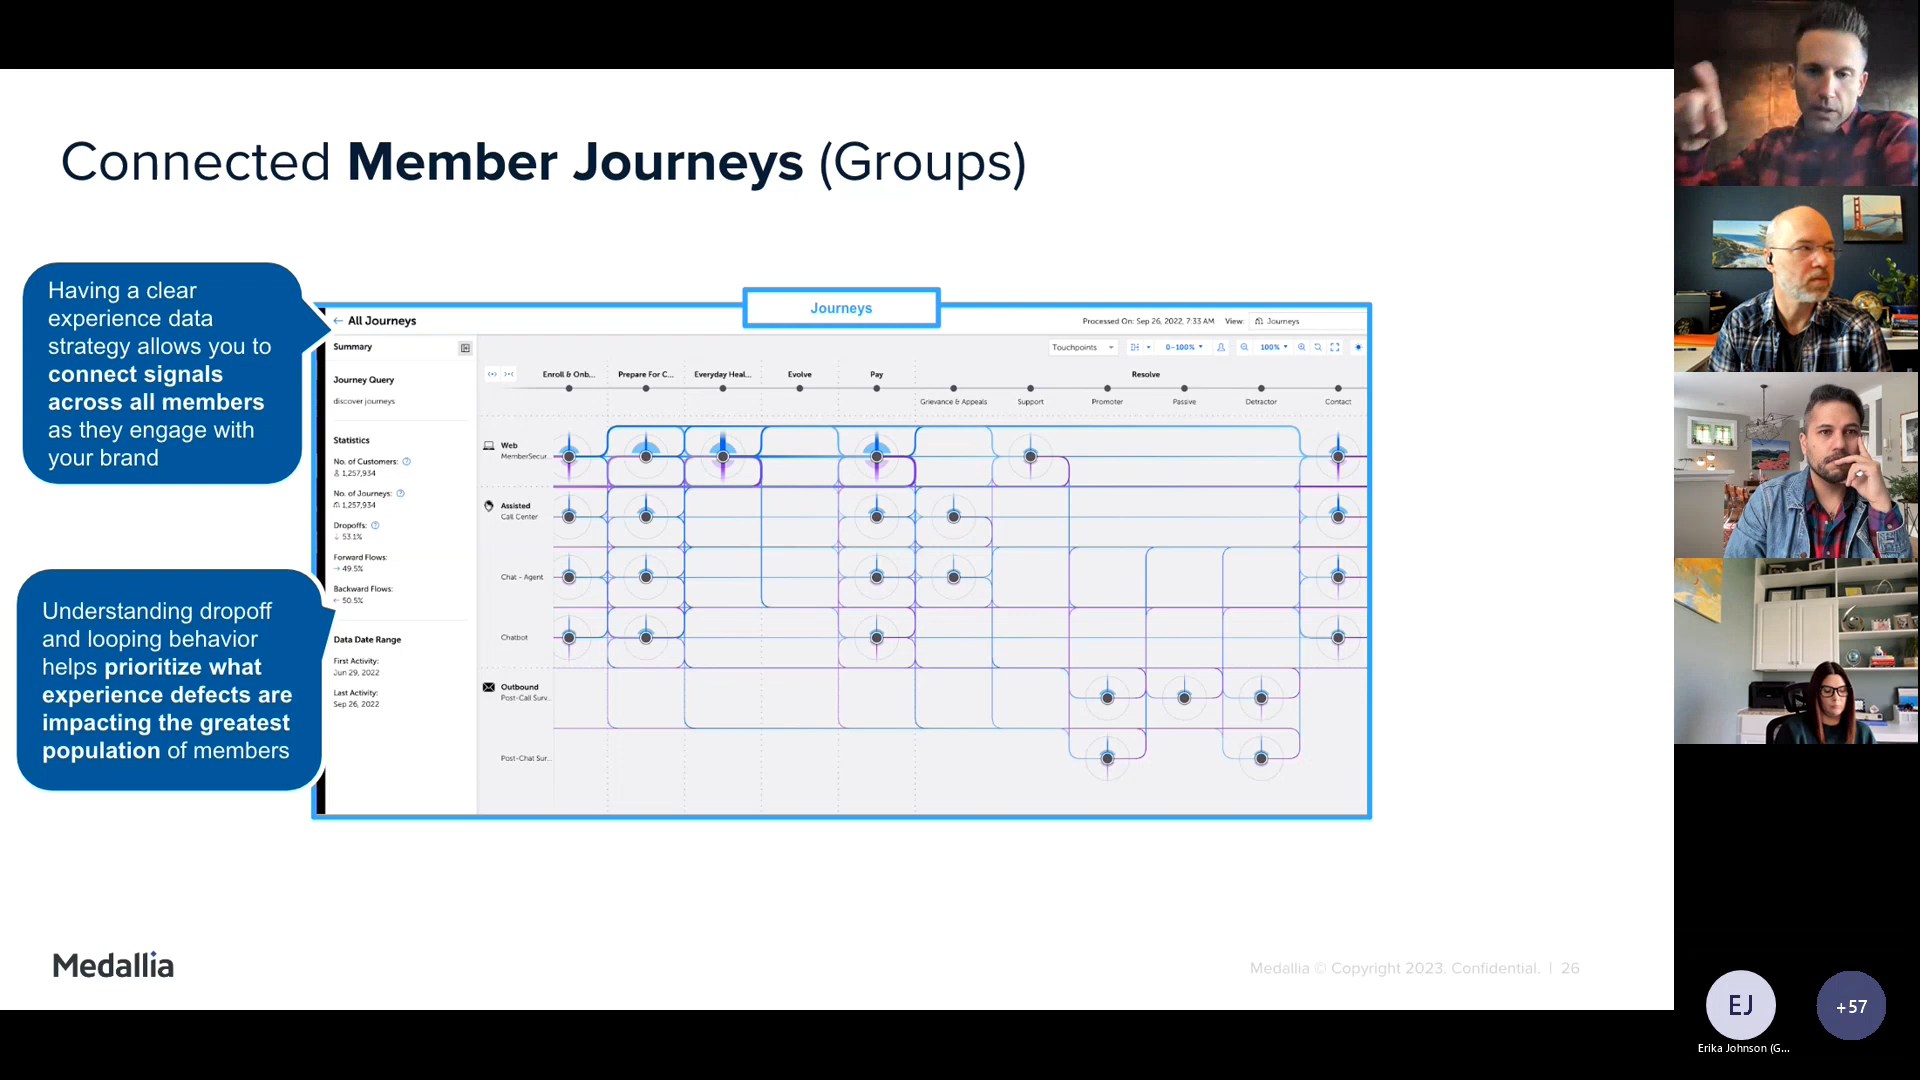 Connected Member Journeys (Groups)
Having a clear
experience data
strategy allows you to
connect signals
across all members
as they engage with
your brand
Understanding dropoff
and looping behavior
helps prioritize what
experience defects are
impacting the greatest
population of members
Journeys
← All Journeys
Processed On: Sep 26, 2022, 7:33 AM View: Journeys
Summary
Touchpoints
0-100%
100%
Journey Query
discover journeys
Statistics
No. of Customers: ?
1,257,934
No. of Journeys: ?
1,257,934
Dropoffs: ?
↓ 53.1%
Forward Flows:
→ 49.5%
Backward Flows:
← 50.5%
Data Date Range
First Activity:
Jun 29, 2022
Last Activity:
Sep 26, 2022
Enroll & Onb... Prepare For C... Everyday Heal... Evolve Pay Resolve
Grievance & Appeals Support Promoter Passive Detractor Contact
Web
MemberSecur...
Assisted
Call Center
Chat - Agent
Chatbot
Outbound
Post-Call Surv...
Post-Chat Sur...
Medallia
Medallia © Copyright 2023. Confidential. | 26
EJ
+57
Erika Johnson (G...